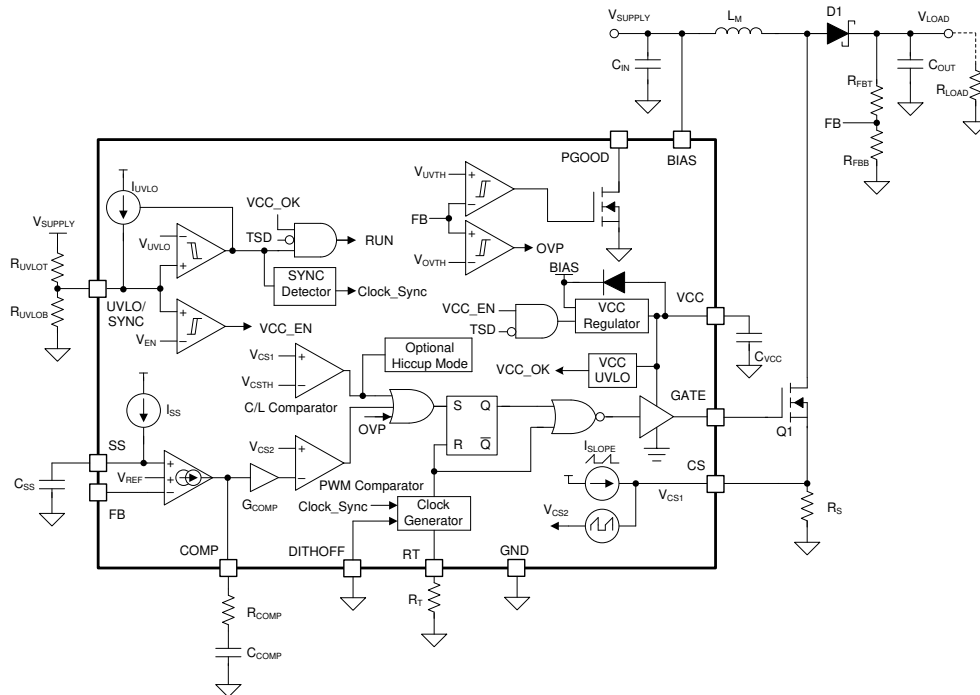 VSUPPLY
LM
D1
VLOAD
CIN
COUT
RFBT
RLOAD
FB
RFBB
PGOOD
BIAS
IUVLO
VUVTH
VCC_OK
FB
VSUPPLY
TSD
RUN
VUVLO
OVP
VOVTH
RUVLOT
SYNC
Detector
Clock_Sync
BIAS
VCC
UVLO/
SYNC
VCC_EN
VCC
Regulator
RUVLOB
VCC_EN
TSD
VEN
CVCC
VCS1
Optional
Hiccup Mode
VCC_OK
VCC
UVLO
VCSTH
C/L Comparator
GATE
ISS
S
Q
OVP
Q1
SS
VCS2
R
Q
ISLOPE
CS
CSS
VREF
PWM Comparator
VCS1
GCOMP
Clock_Sync
Clock
Generator
VCS2
RS
FB
COMP
DITHOFF
RT
GND
RT
RCOMP
CCOMP